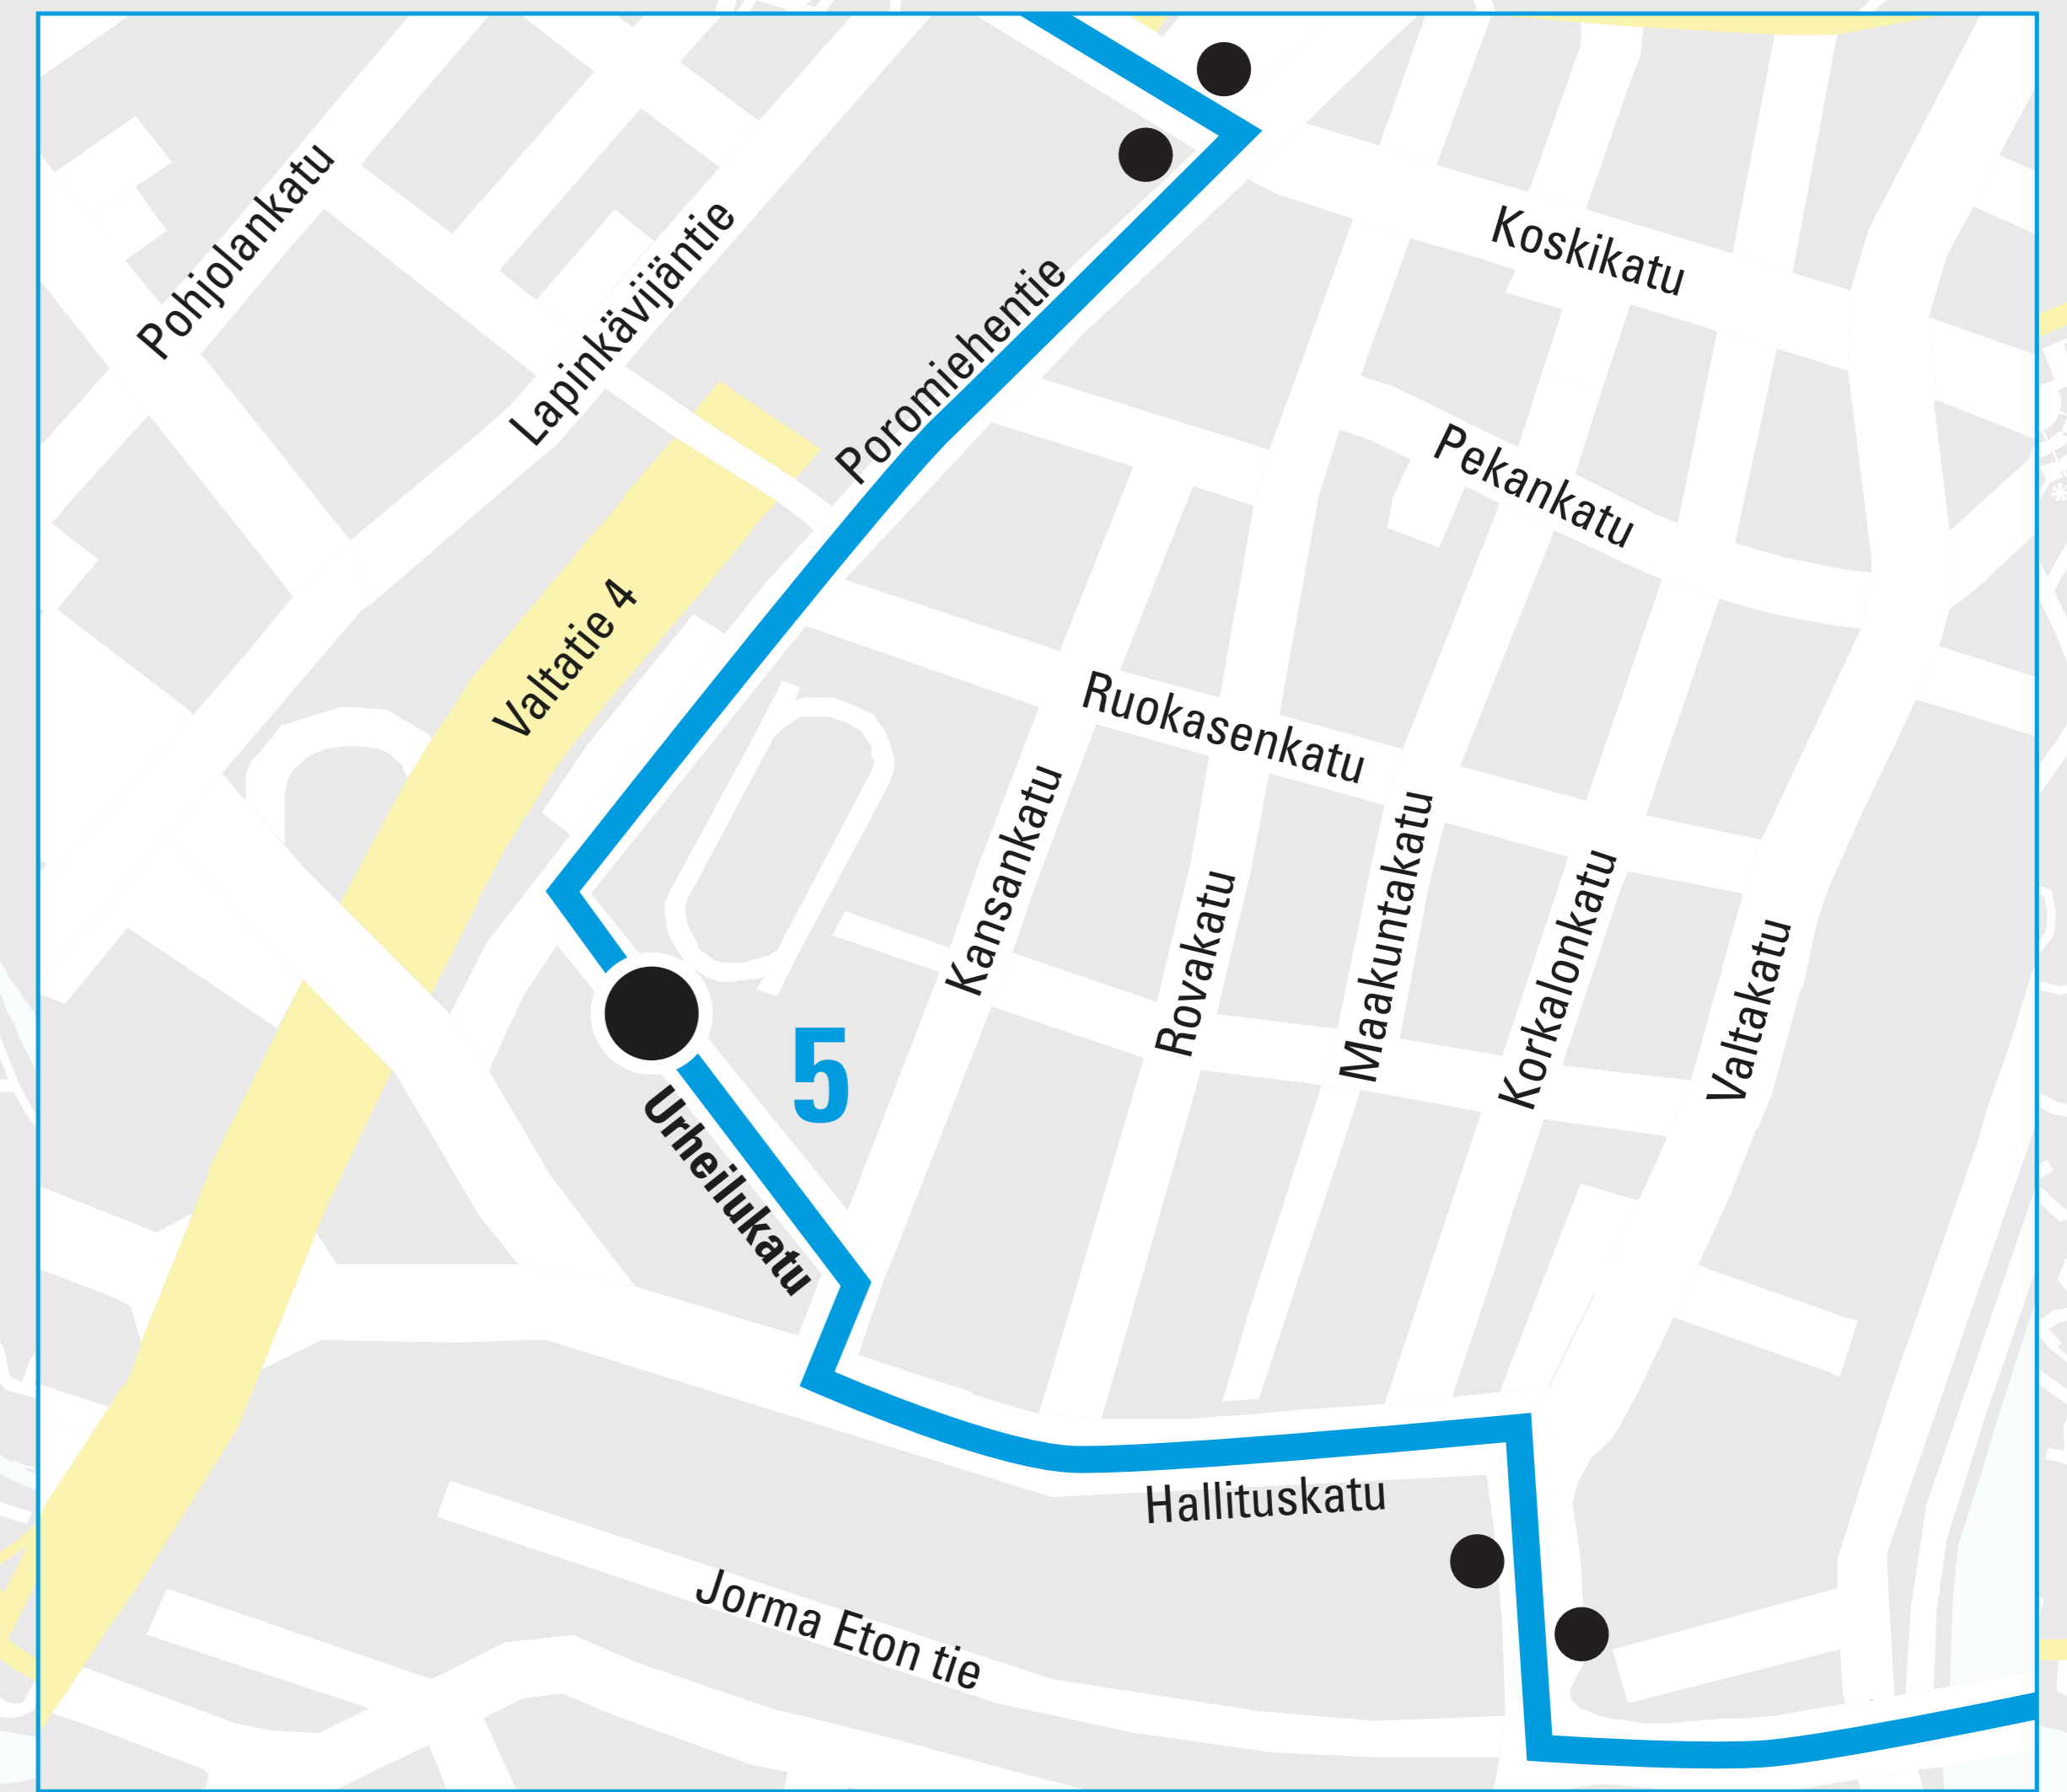 Pohjolankatu
Lapinkävijäntie
Poromiehentie
Koskikatu
Pekankatu
Valtatie 4
Ruokasenkatu
Kansankatu
Rovakatu
Maakuntakatu
Korkalonkatu
Valtakatu
5
Urheilukatu
Hallituskatu
Jorma Eton tie